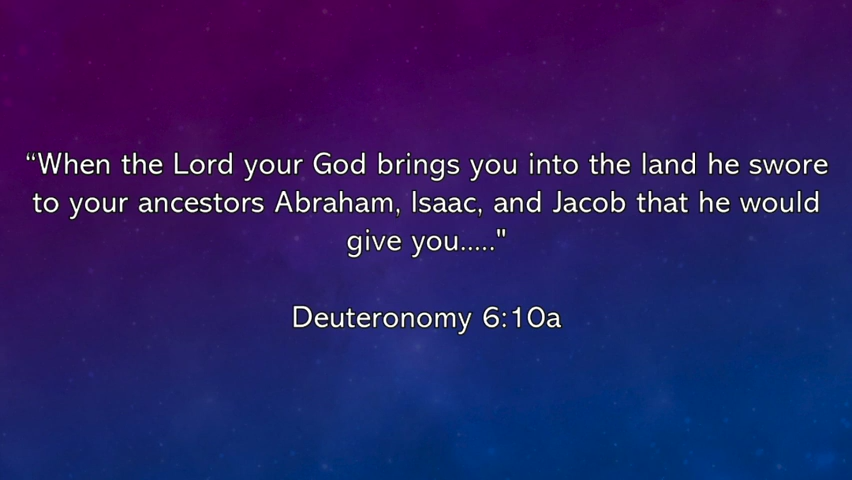 “When the Lord your God brings you into the land he swore
to your ancestors Abraham, Isaac, and Jacob that he would
give you....."
Deuteronomy 6:10a